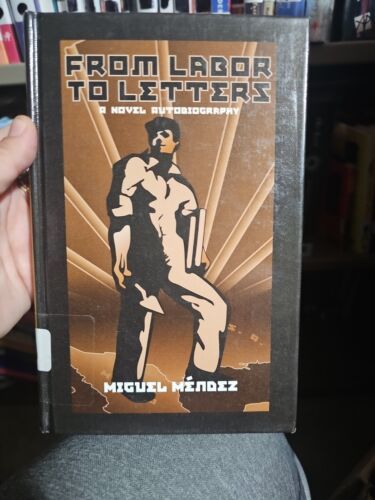 FROM LABOR
TO LETTERS
A NOVEL AUTOBIOGRAPHY
MIGUEL MÉNDEZ